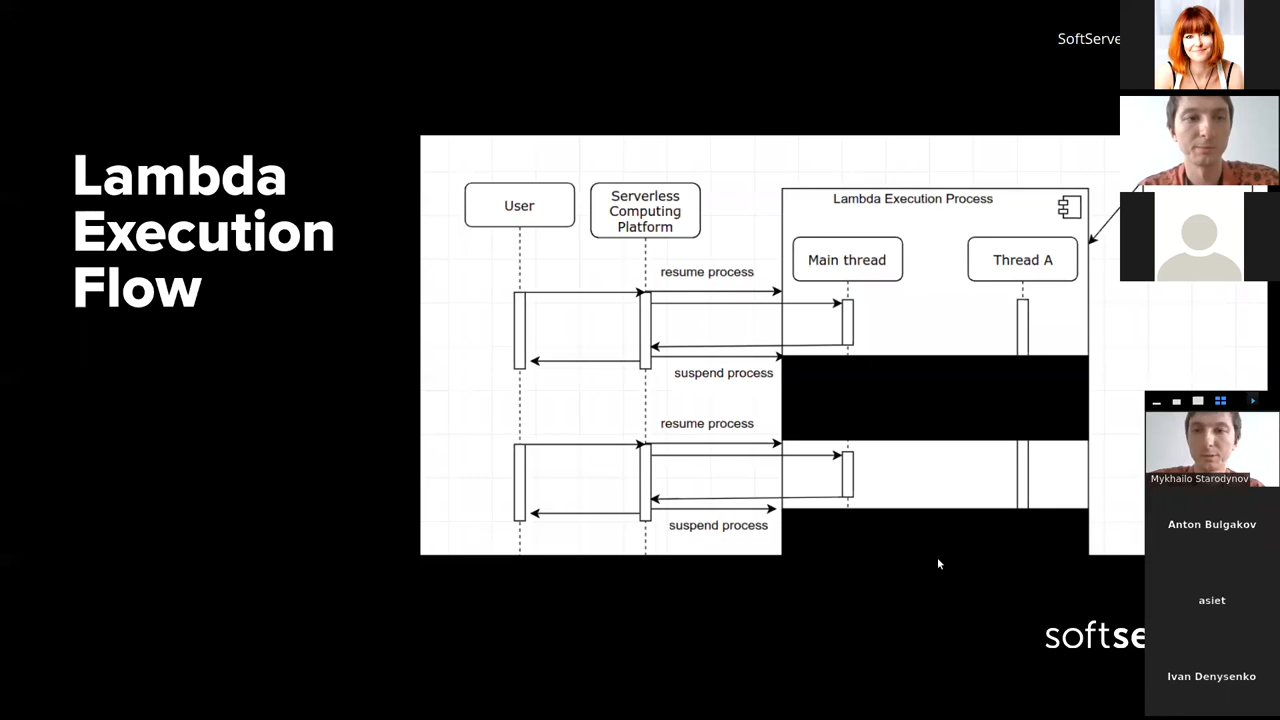 SoftServe
Lambda
Execution
Flow
User
Serverless
Computing
Platform
Lambda Execution Process
Main thread
Thread A
resume process
suspend process
resume process
suspend process
Mykhailo Starodynov
Anton Bulgakov
asiet
softse
Ivan Denysenko